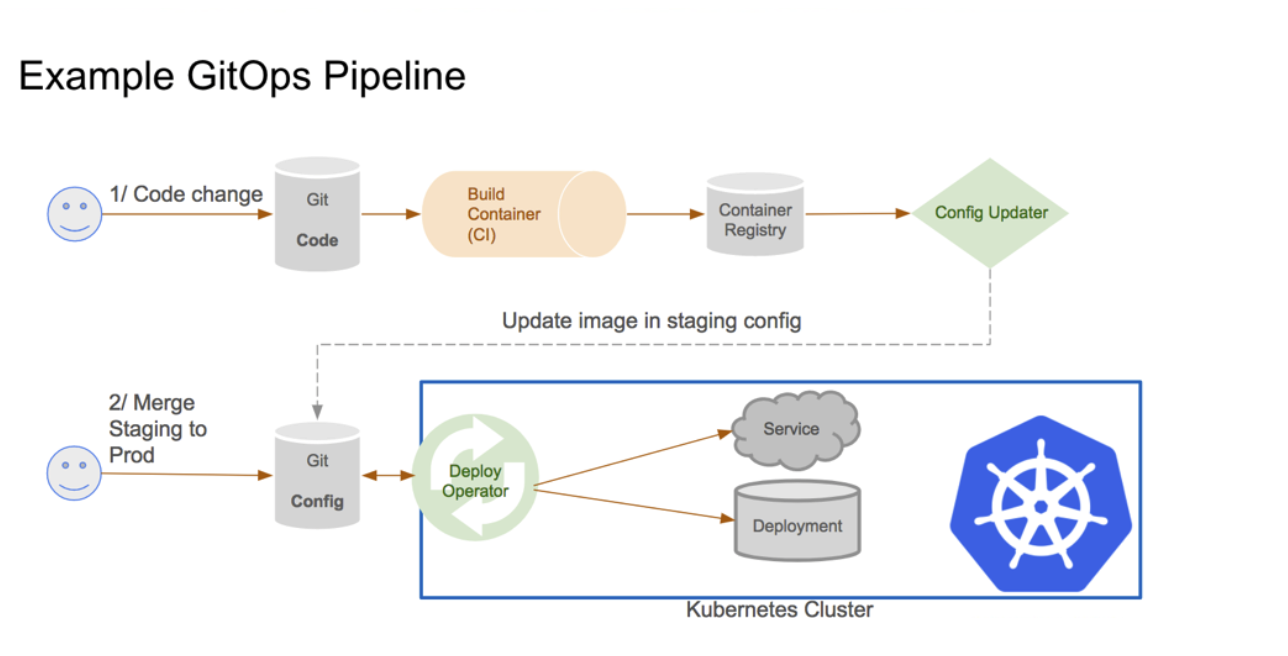 Example GitOps Pipeline
1/ Code change
Git
Code
Build
Container
(CI)
Container
Registry
Config Updater
Update image in staging config
2/ Merge
Staging to
Prod
Git
Config
Deploy
Operator
Service
Deployment
Kubernetes Cluster